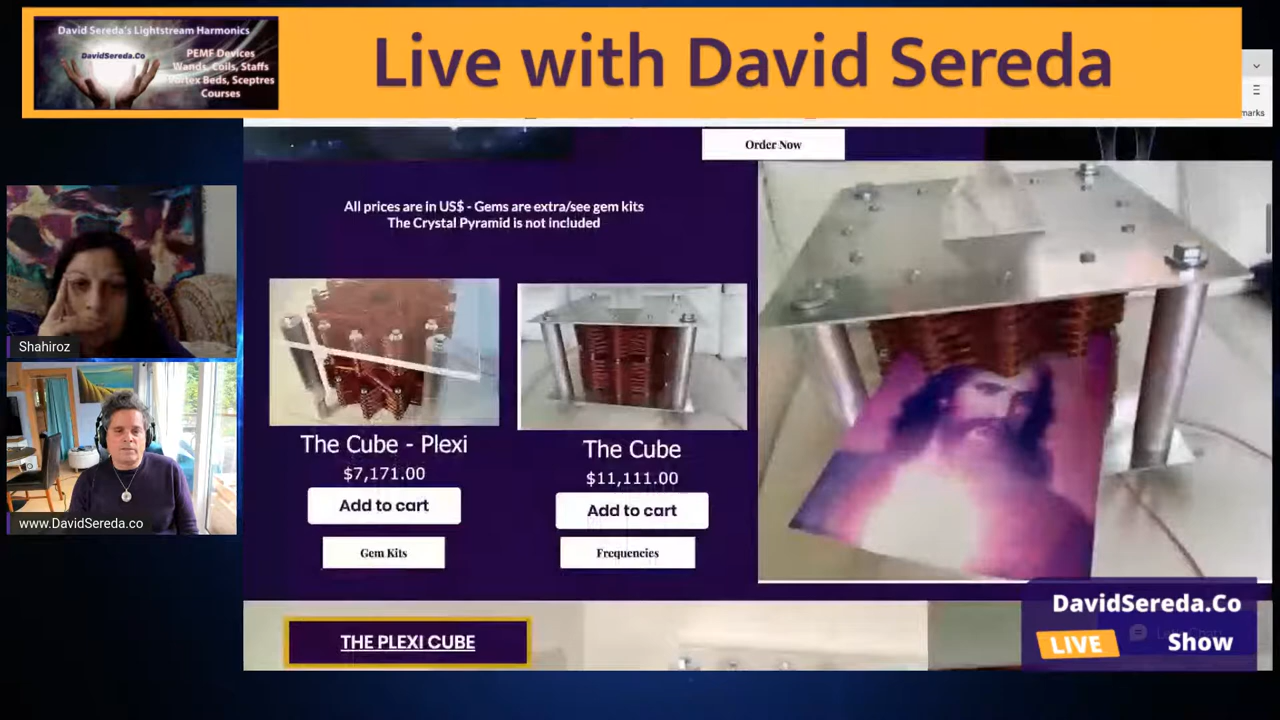 David Sereda's Lightstream Harmonics
DavidSereda.Co
PEMF Devices
Wands, Coils, Staffs
Vortex Beds, Sceptres
Courses
Live with David Sereda
Order Now
All prices are in US$ - Gems are extra/see gem kits
The Crystal Pyramid is not included
The Cube - Plexi
$7,171.00
Add to cart
Gem Kits
The Cube
$11,111.00
Add to cart
Frequencies
Shahiroz
www.DavidSereda.co
THE PLEXI CUBE
DavidSereda.Co
LIVE Show